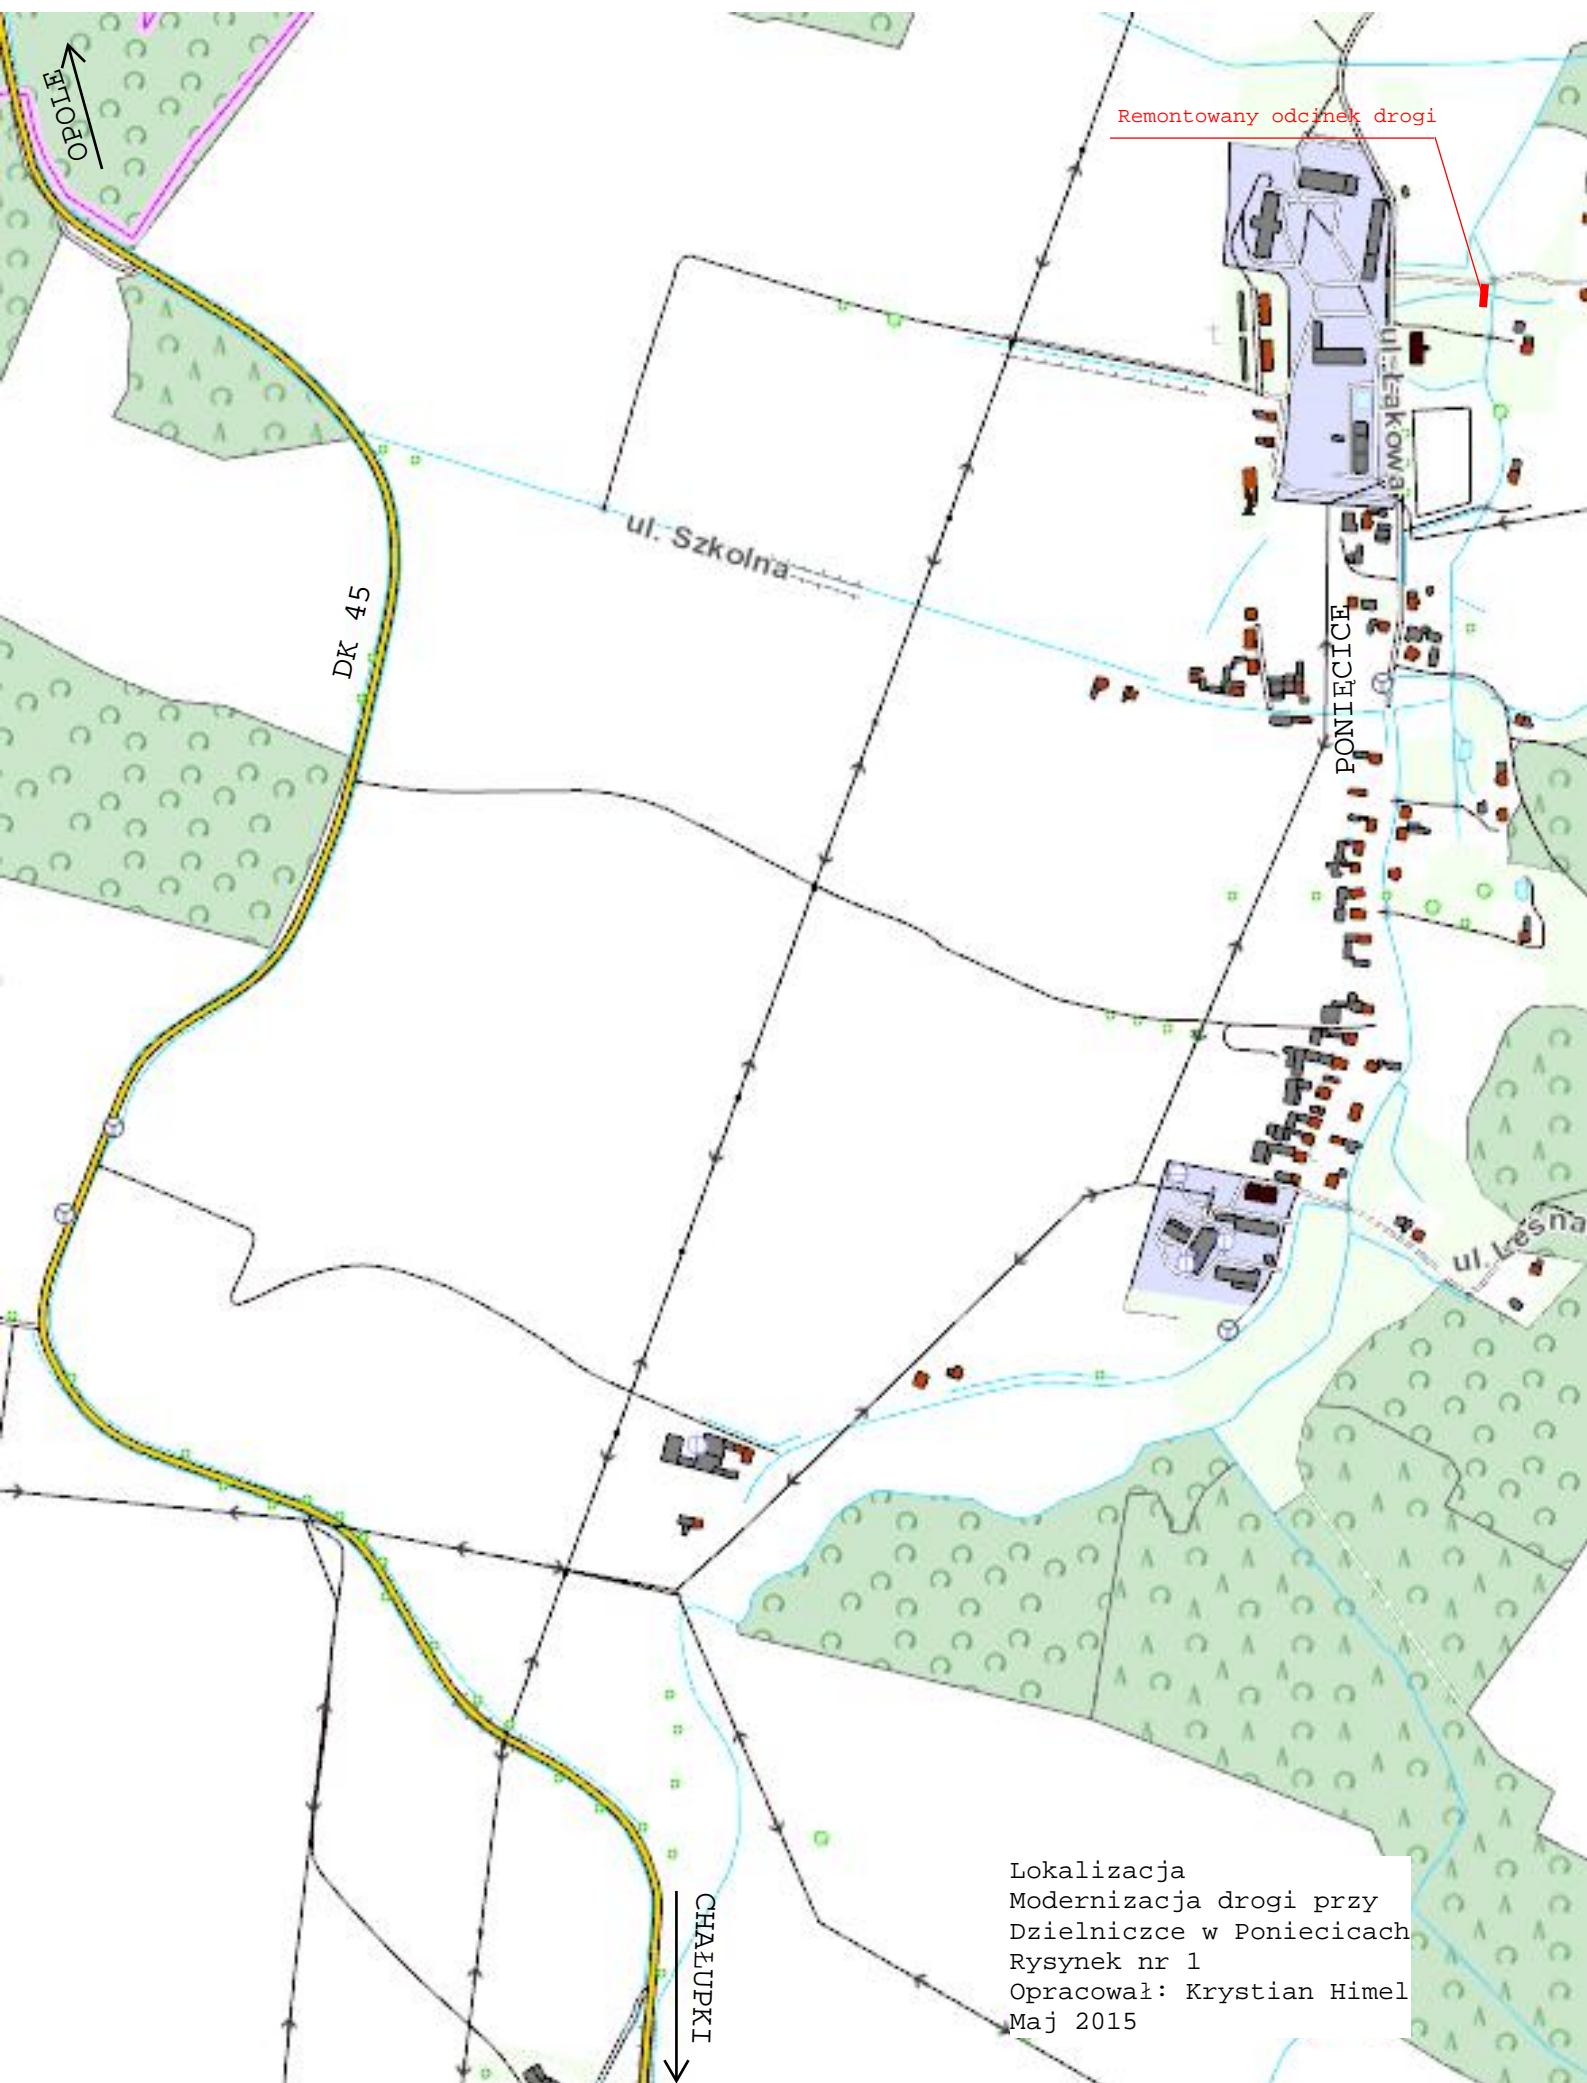 OPOLE
Remontowany odcinek drogi
ul. Łąkowa
ul. Szkolna
DK 45
PONIĘCICE
ul. Leśna
CHAŁUPKI
Lokalizacja
Modernizacja drogi przy
Dzielniczce w Poniecicach
Rysynek nr 1
Opracował: Krystian Himel
Maj 2015